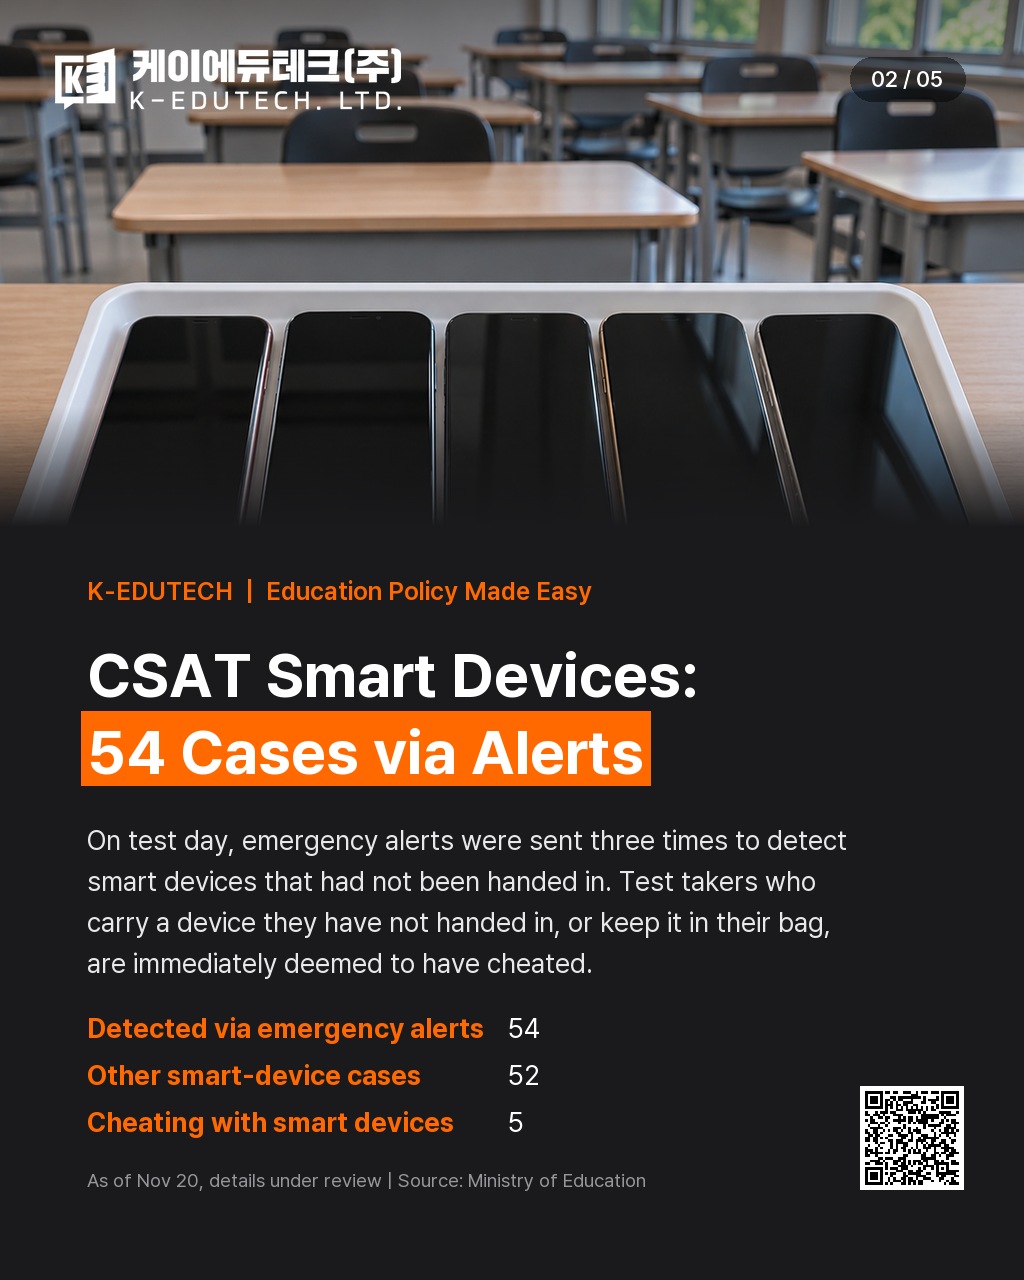 케이에듀테크(주)
K-EDUTECH. LTD.
02 / 05
K-EDUTECH | Education Policy Made Easy
CSAT Smart Devices:
54 Cases via Alerts
On test day, emergency alerts were sent three times to detect
smart devices that had not been handed in. Test takers who
carry a device they have not handed in, or keep it in their bag,
are immediately deemed to have cheated.
Detected via emergency alerts 54
Other smart-device cases 52
Cheating with smart devices 5
As of Nov 20, details under review | Source: Ministry of Education